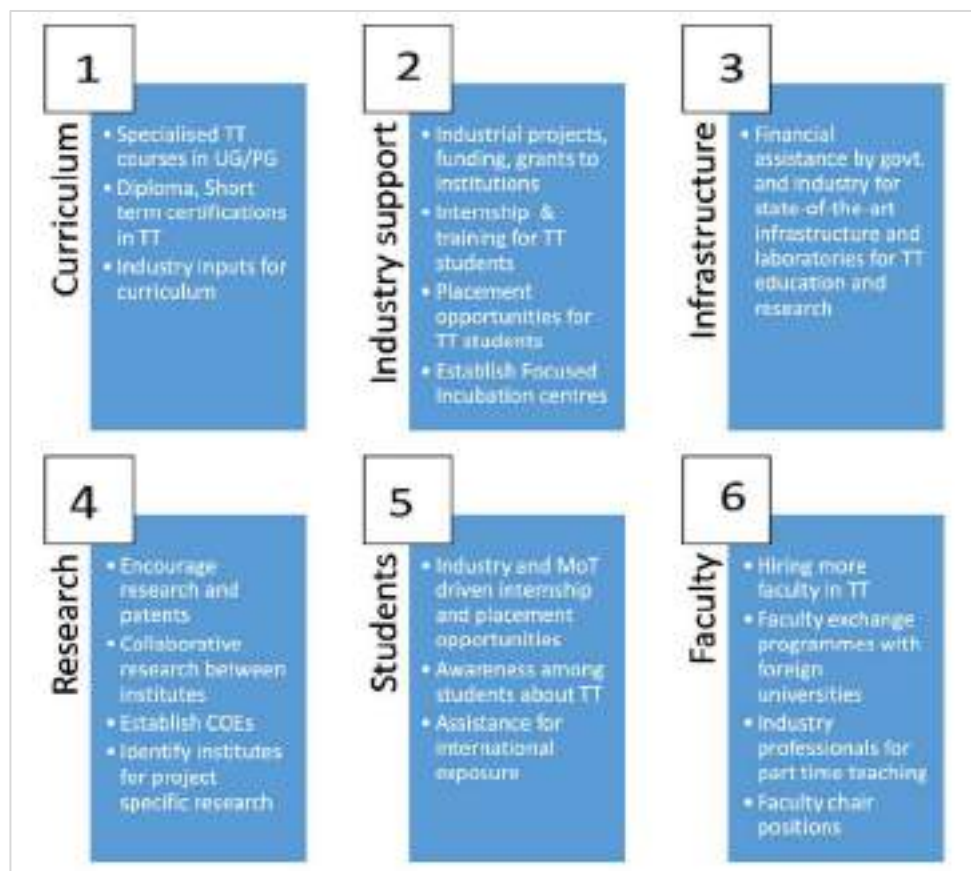 1
Curriculum
• Specialised TT
courses in UG/PG
• Diploma, Short
term certifications
in TT
• Industry inputs for
curriculum
2
Industry support
• Industrial projects,
funding, grants to
institutions
• Internship &
training for TT
students
• Placement
opportunities for
TT students
• Establish Focused
Incubation centres
3
Infrastructure
• Financial
assistance by govt.
and industry for
state-of-the-art
infrastructure and
laboratories for TT
education and
research
4
Research
• Encourage
research and
patents
• Collaborative
research between
institutes
• Establish COEs
• Identify institutes
for project
specific research
5
Students
• Industry and MoT
driven internship
and placement
opportunities
• Awareness among
students about TT
• Assistance for
international
exposure
6
Faculty
• Hiring more
faculty in TT
• Faculty exchange
programmes with
foreign
universities
• Industry
professionals for
part time teaching
• Faculty chair
positions